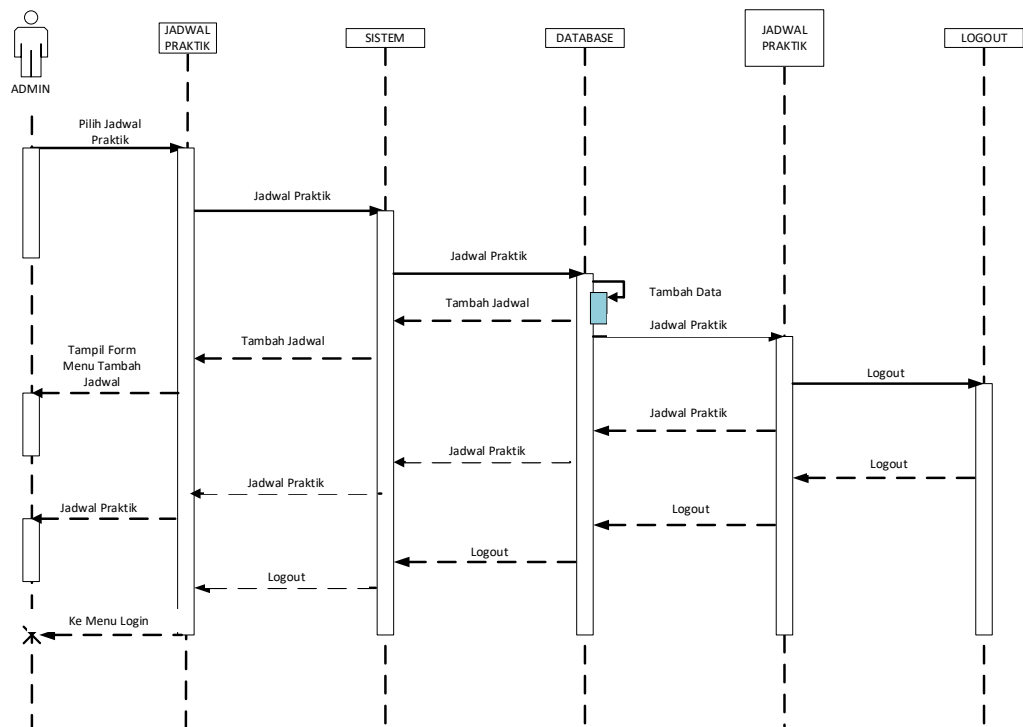 JADWAL
PRAKTIK
SISTEM
DATABASE
JADWAL
PRAKTIK
LOGOUT
ADMIN
Pilih Jadwal
Praktik
Jadwal Praktik
Jadwal Praktik
Tambah Data
Tambah Jadwal
Jadwal Praktik
Tambah Jadwal
Tampil Form
Menu Tambah
Jadwal
Logout
Jadwal Praktik
Jadwal Praktik
Logout
Jadwal Praktik
Jadwal Praktik
Logout
Logout
Logout
Ke Menu Login